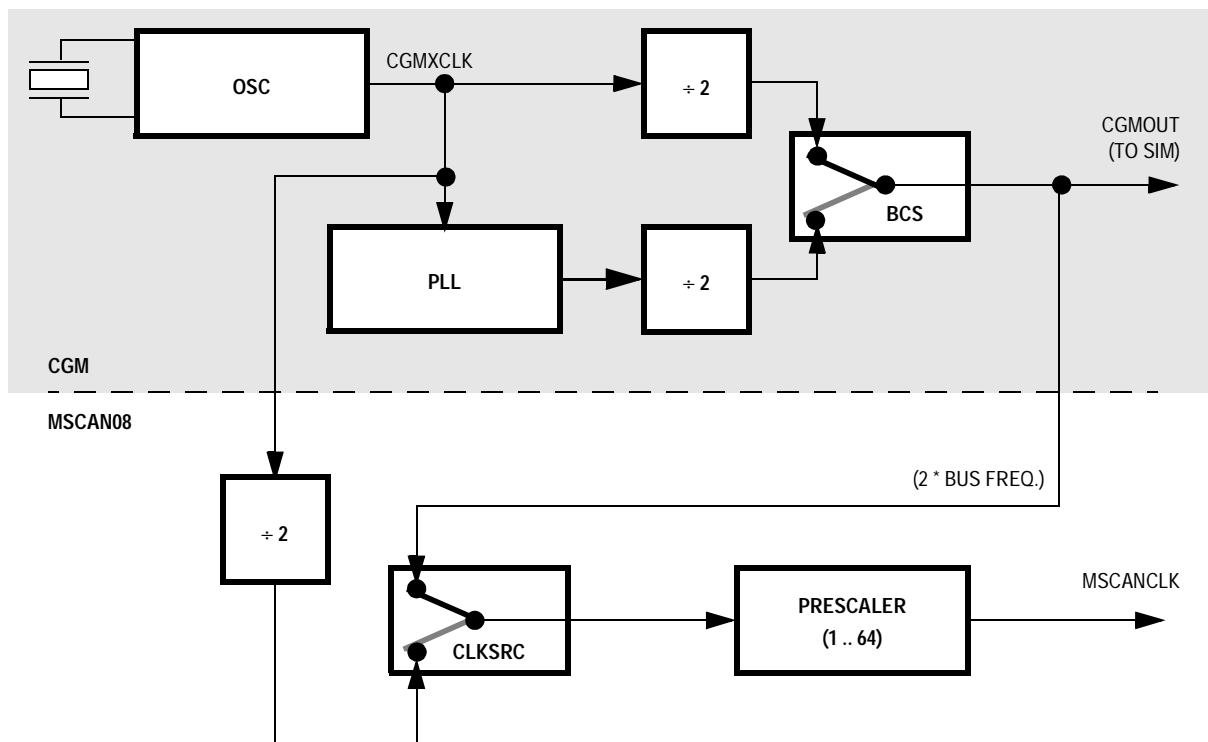 CGMXCLK
OSC
÷ 2
CGMOUT
(TO SIM)
BCS
PLL
÷ 2
CGM
MSCAN08
(2 * BUS FREQ.)
÷ 2
MSCANCLK
PRESCALER
(1 .. 64)
CLKSRC